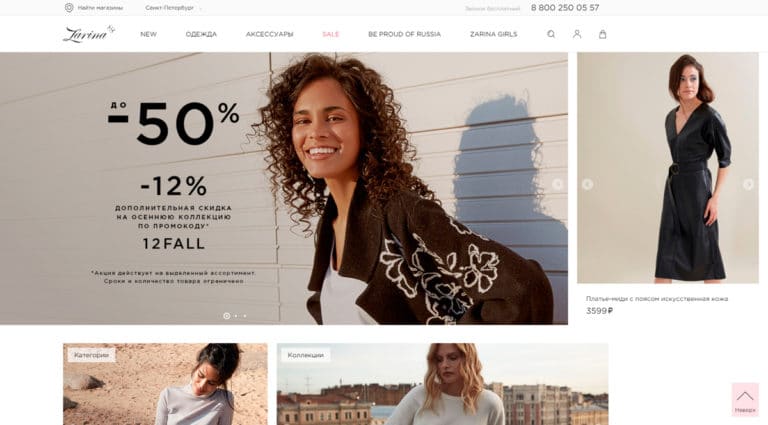 Найти магазины
Санкт-Петербург
Звонки бесплатный
8 800 250 05 57
Zarina
NEW
ОДЕЖДА
АКСЕССУАРЫ
SALE
BE PROUD OF RUSSIA
ZARINA GIRLS
ДО
-50%
-12%
ДОПОЛНИТЕЛЬНАЯ СКИДКА
НА ОСЕННЮЮ КОЛЛЕКЦИЮ
ПО ПРОМОКОДУ*
12FALL
*Акция действует на выделенный ассортимент.
Сроки и количество товара ограничено
Платье-миди с поясом искусственная кожа
3599₽
Категории
Коллекции
Наверх